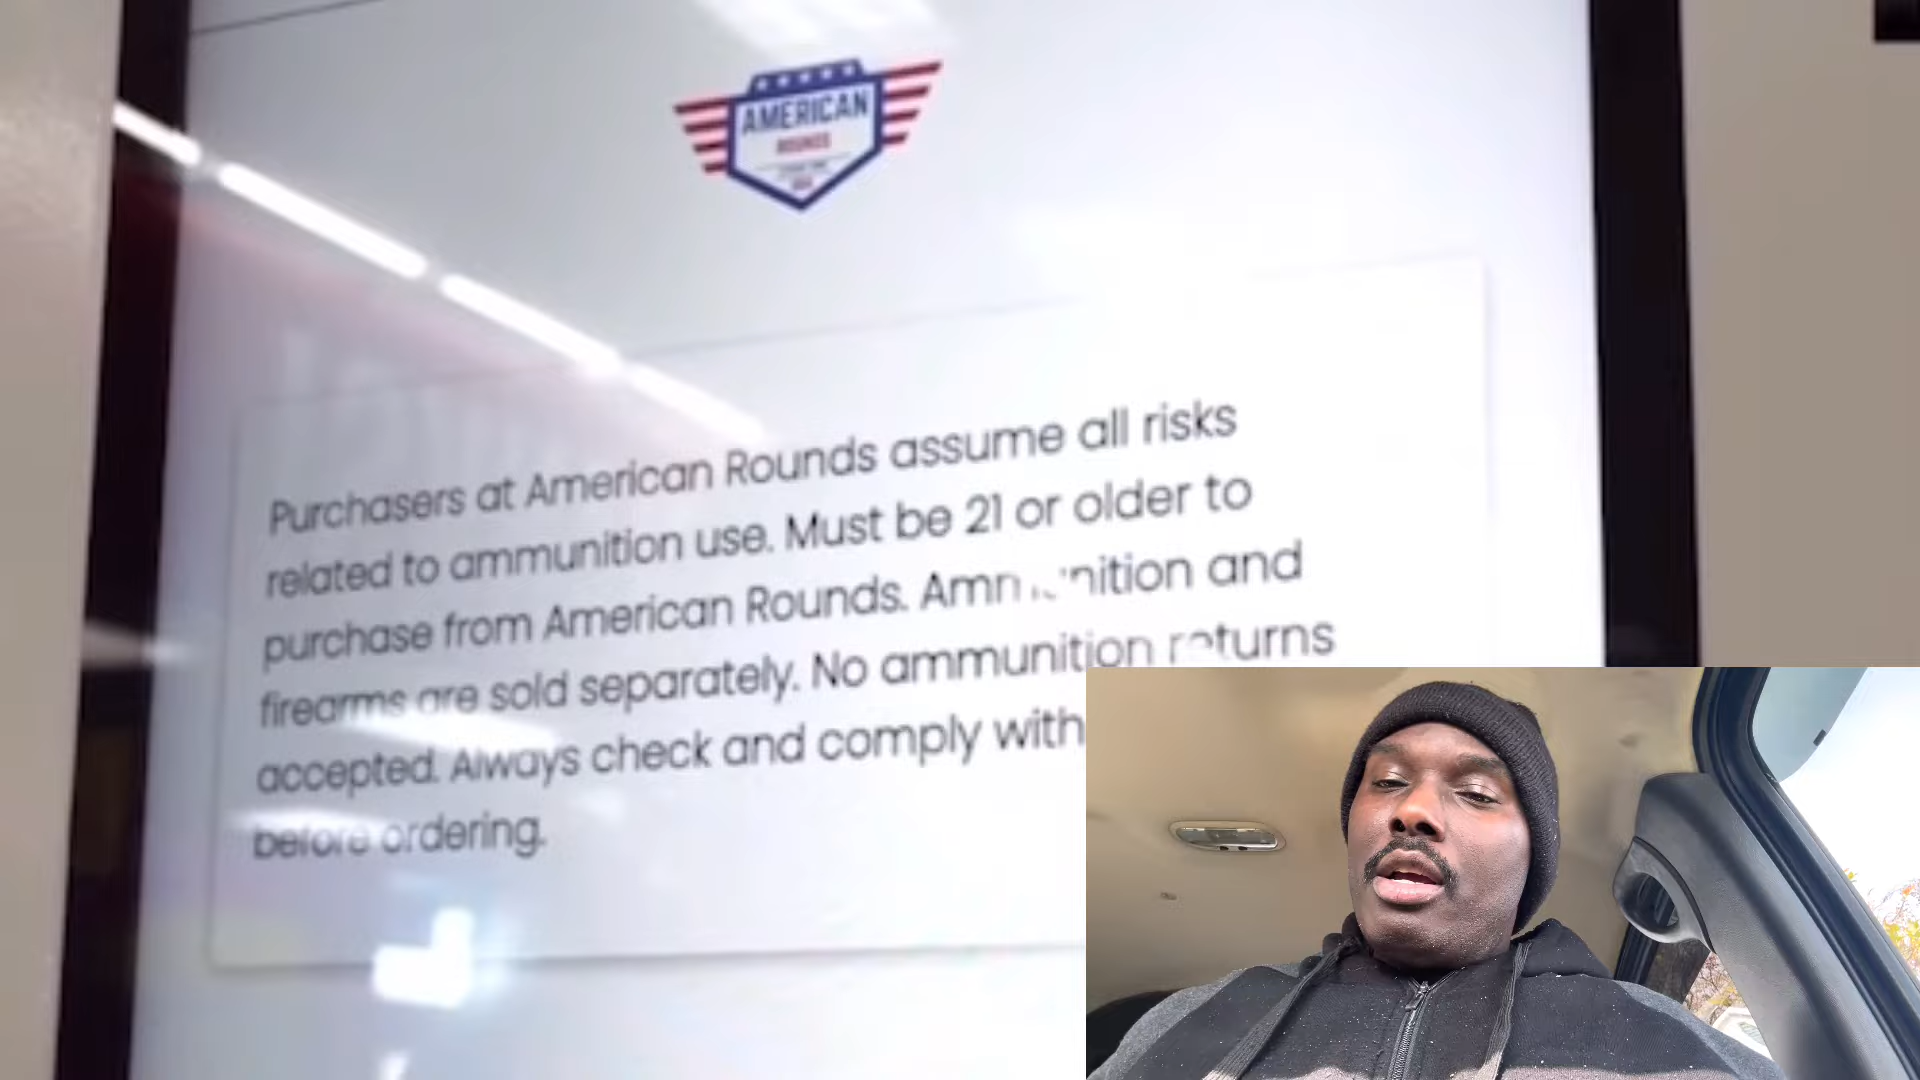 AMERICAN
ROUNDS
Purchasers at American Rounds assume all risks
related to ammunition use. Must be 21 or older to
purchase from American Rounds. Ammunition and
firearms are sold separately. No ammunition returns
accepted. Always check and comply with
before ordering.